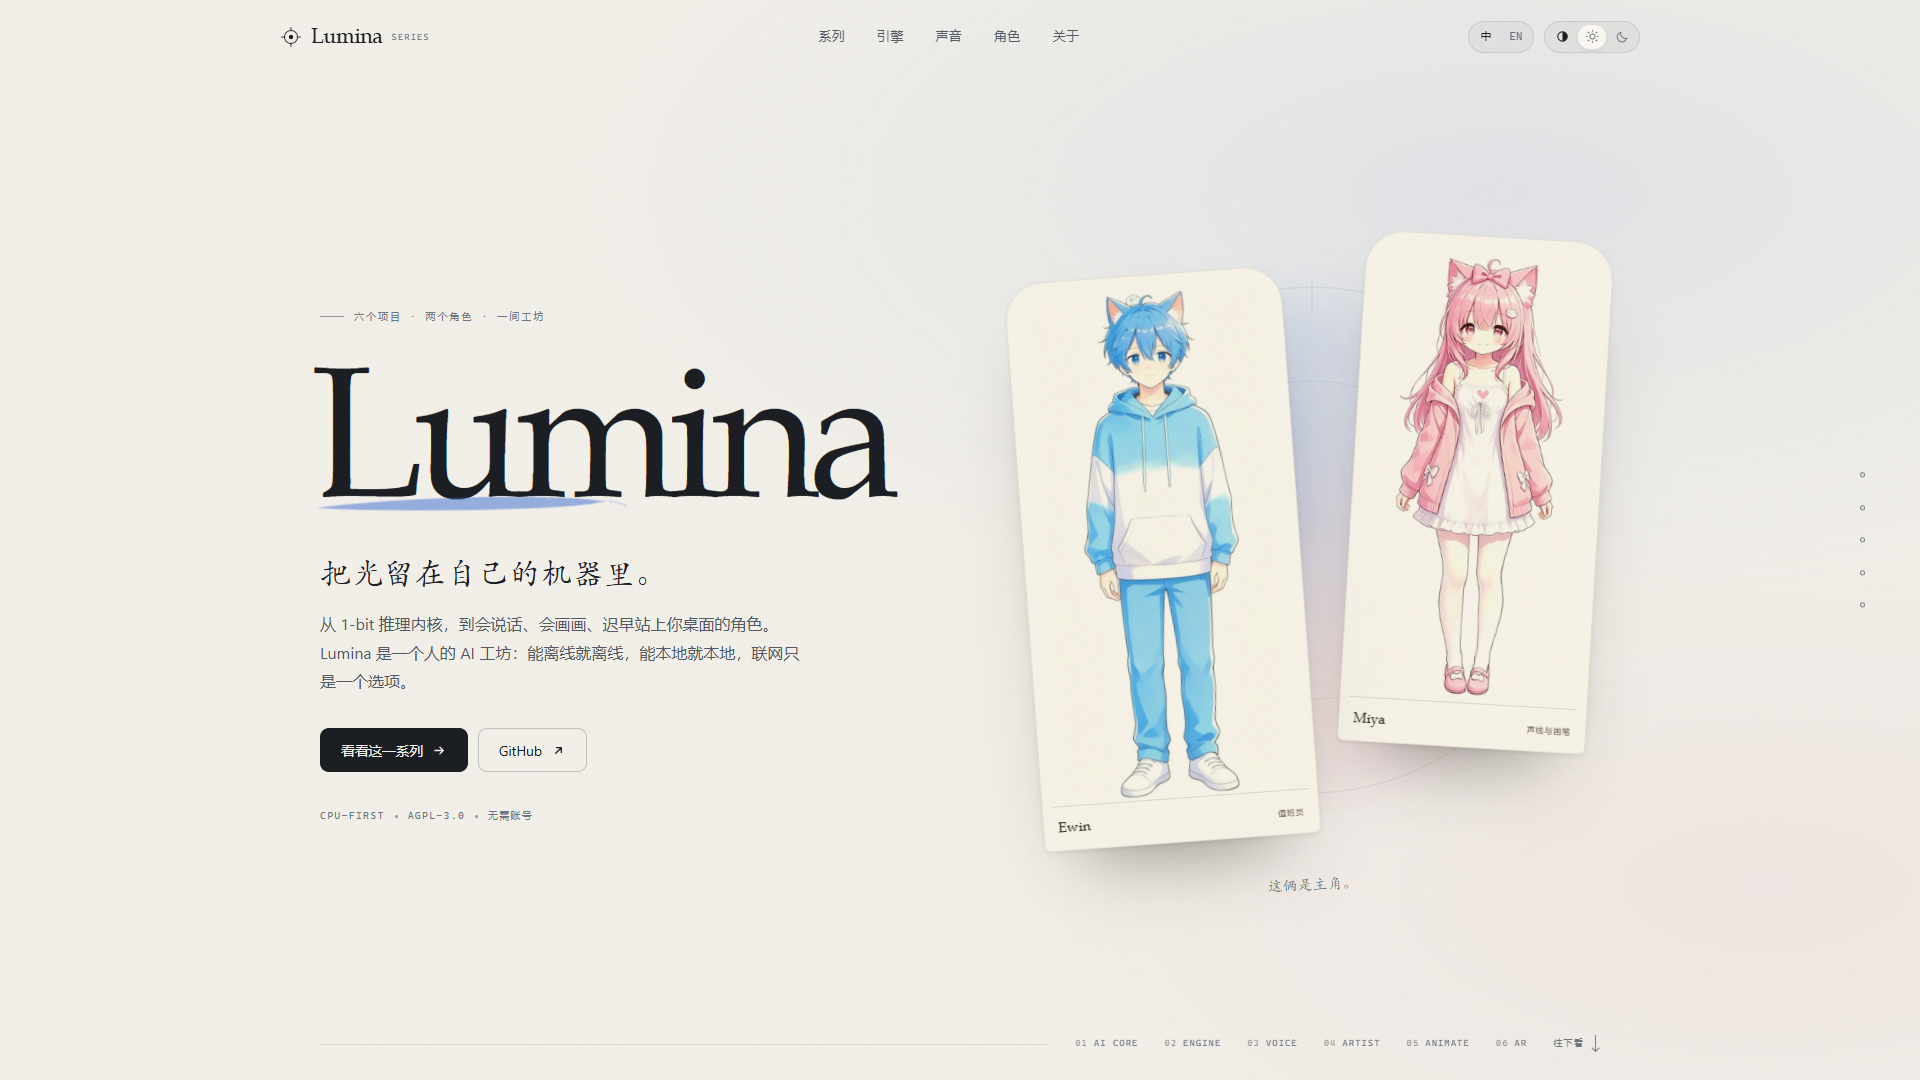 Lumina SERIES
系列 引擎 声音 角色 关于
中 EN
六个项目 · 两个角色 · 一间工坊
Lumina
把光留在自己的机器里。
从 1-bit 推理内核，到会说话、会画画、迟早站上你桌面的角色。
Lumina 是一个人的 AI 工坊：能离线就离线，能本地就本地，联网只
是一个选项。
看看这一系列 →
GitHub ↗
CPU-FIRST • AGPL-3.0 • 无需账号
Ewin 值班员
Miya 声线与画笔
这俩是主角。
01 AI CORE 02 ENGINE 03 VOICE 04 ARTIST 05 ANIMATE 06 AR 往下看 ↓